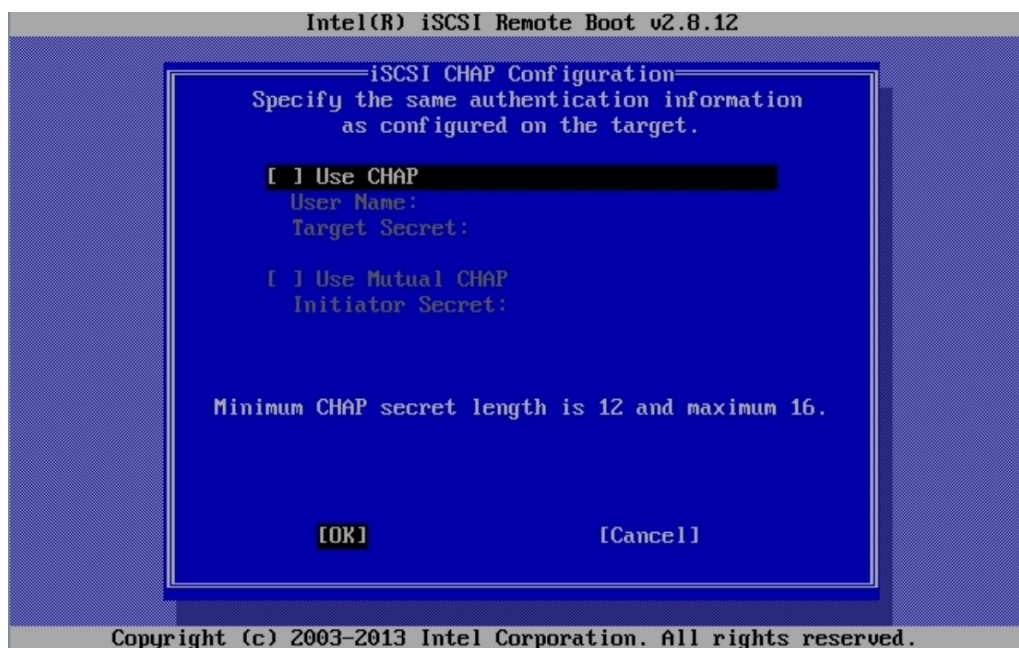 Intel(R) iSCSI Remote Boot v2.8.12
iSCSI CHAP Configuration
Specify the same authentication information
as configured on the target.
[ ] Use CHAP
User Name:
Target Secret:
[ ] Use Mutual CHAP
Initiator Secret:
Minimum CHAP secret length is 12 and maximum 16.
[OK] [Cancel]
Copyright (c) 2003-2013 Intel Corporation. All rights reserved.